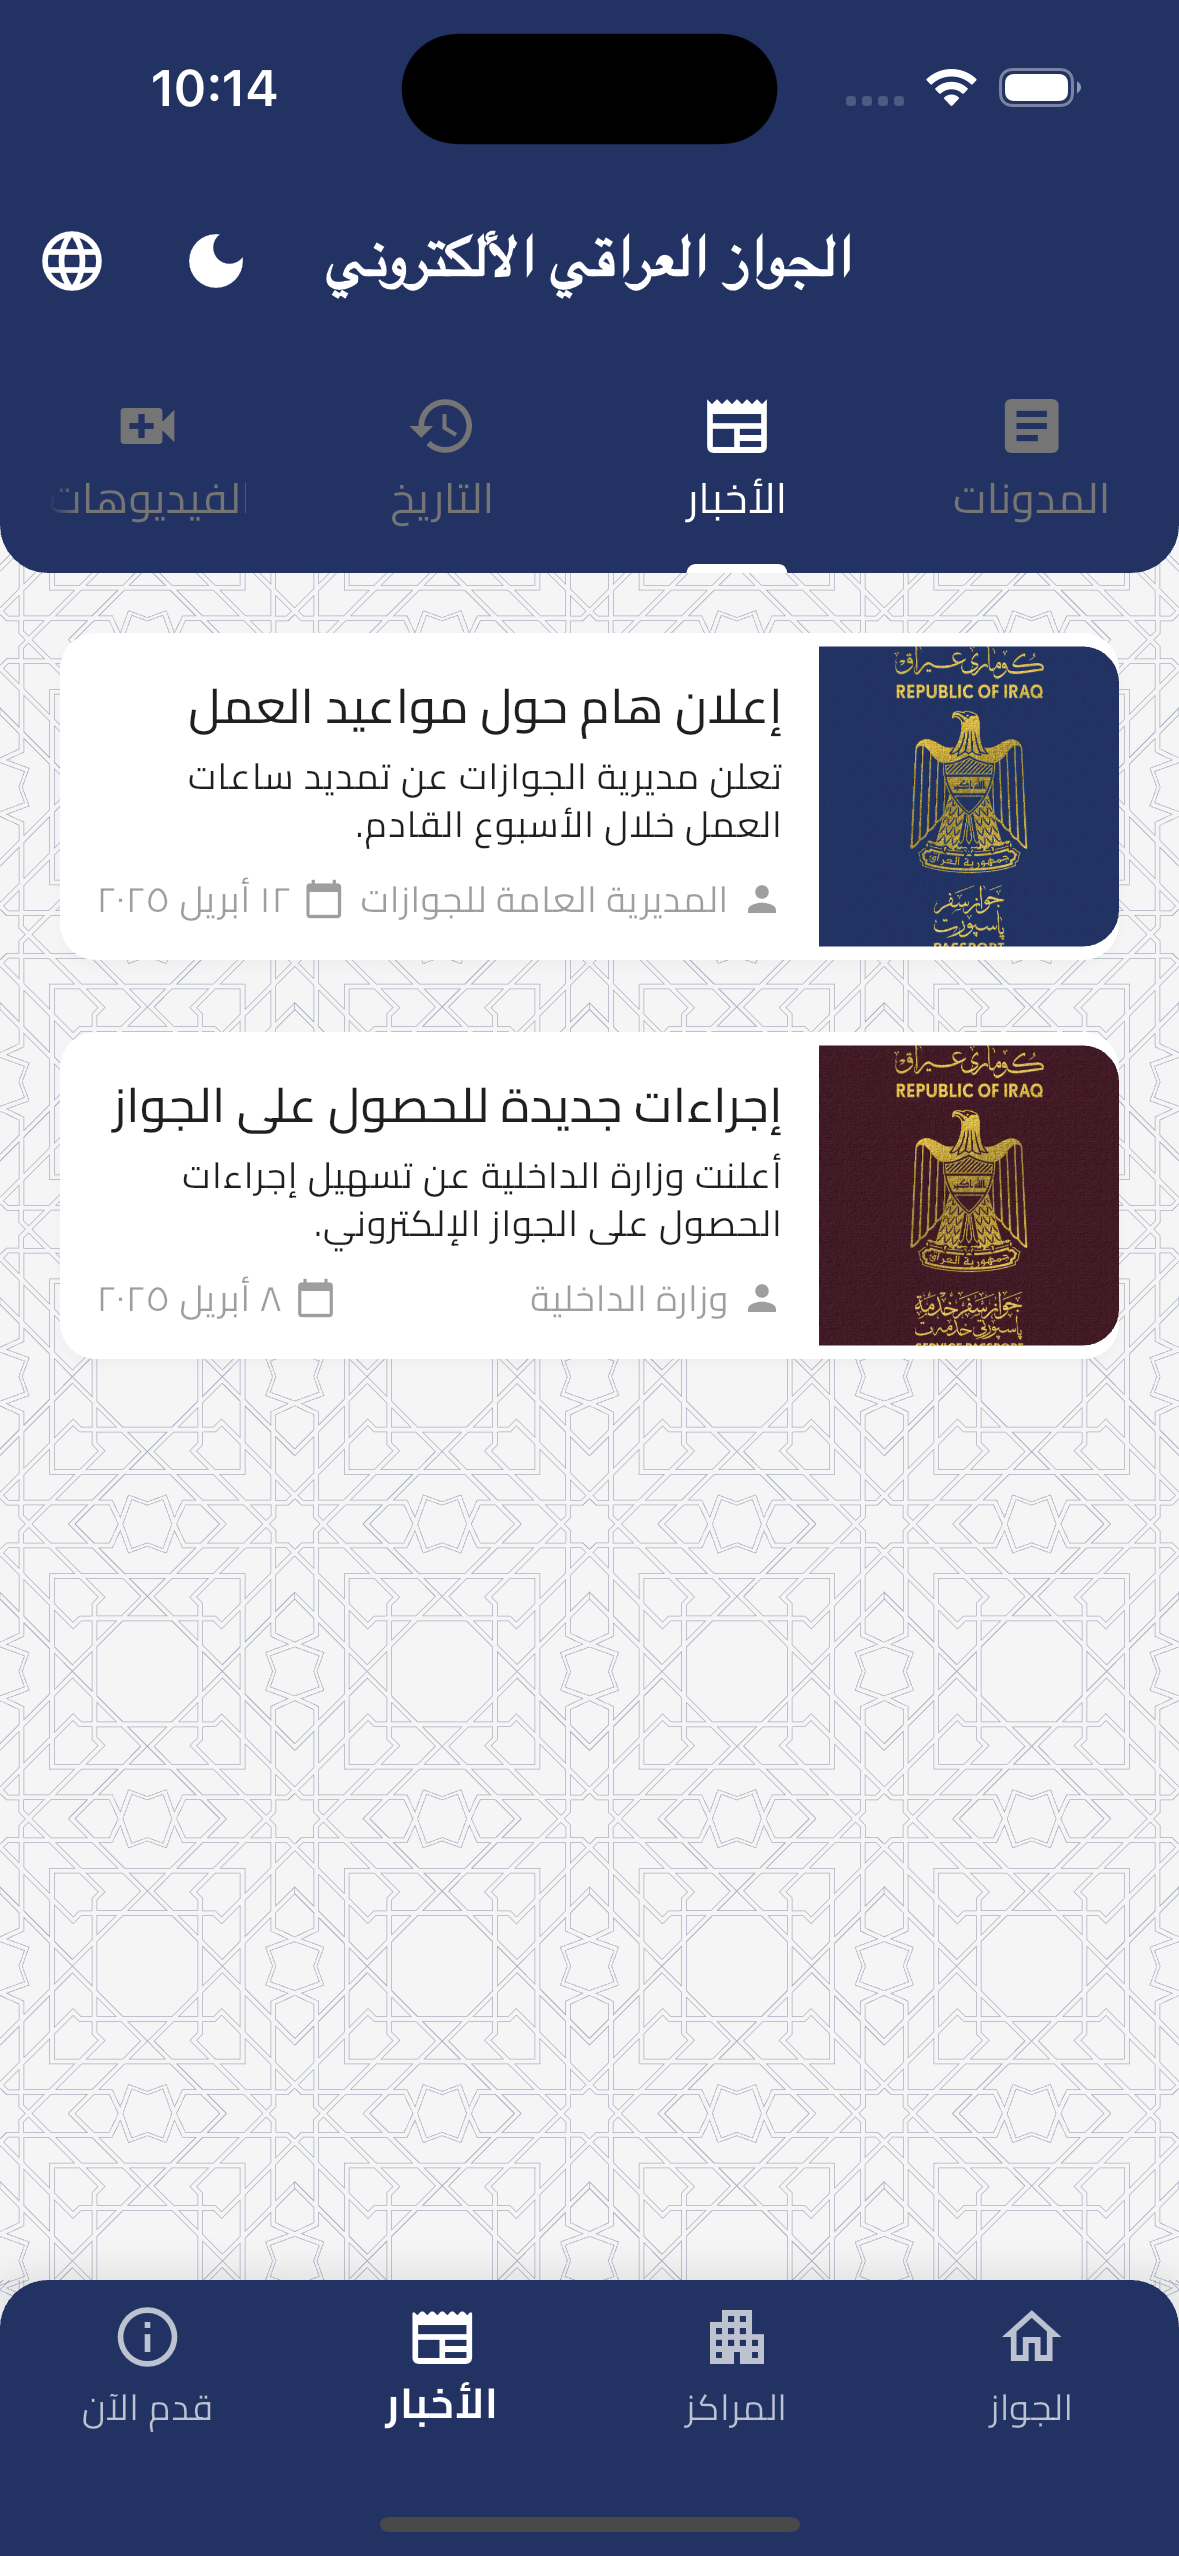 10:14
الجواز العراقي الألكتروني
المدونات
الأخبار
التاريخ
الفيديوهات
كۆماری عیراق
REPUBLIC OF IRAQ
جمهورية العراق
جواز سفر
پاسپۆرت
PASSPORT
إعلان هام حول مواعيد العمل
تعلن مديرية الجوازات عن تمديد ساعات
العمل خلال الأسبوع القادم.
المديرية العامة للجوازات
١٢ أبريل ٢٠٢٥
كۆماری عیراق
REPUBLIC OF IRAQ
جمهورية العراق
جواز سفر خدمة
پاسپۆرتی خدمەت
SERVICE PASSPORT
إجراءات جديدة للحصول على الجواز
أعلنت وزارة الداخلية عن تسهيل إجراءات
الحصول على الجواز الإلكتروني.
وزارة الداخلية
٨ أبريل ٢٠٢٥
الجواز
المراكز
الأخبار
قدم الآن